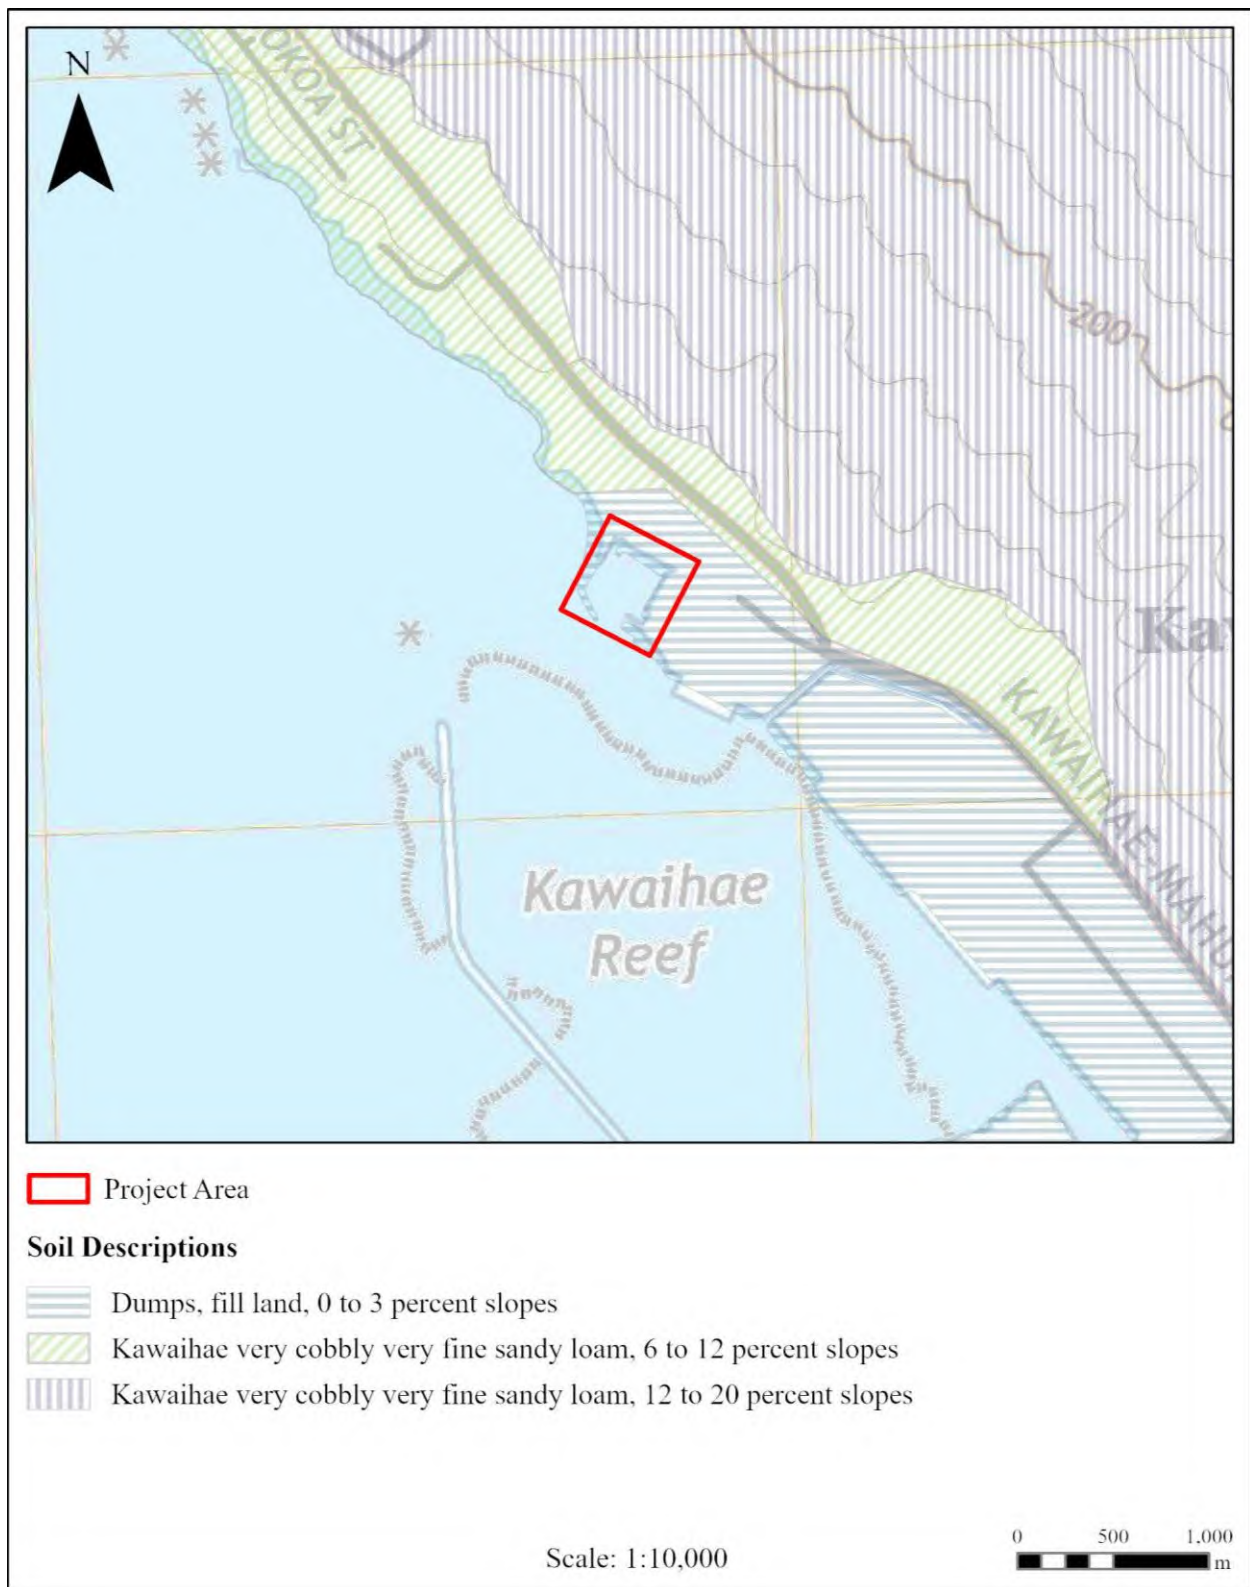 N
OKOA ST
200
Ka
KAWAIHAE-MAHU
Kawaihae
Reef
Project Area
Soil Descriptions
Dumps, fill land, 0 to 3 percent slopes
Kawaihae very cobbly very fine sandy loam, 6 to 12 percent slopes
Kawaihae very cobbly very fine sandy loam, 12 to 20 percent slopes
Scale: 1:10,000
0 500 1,000
m